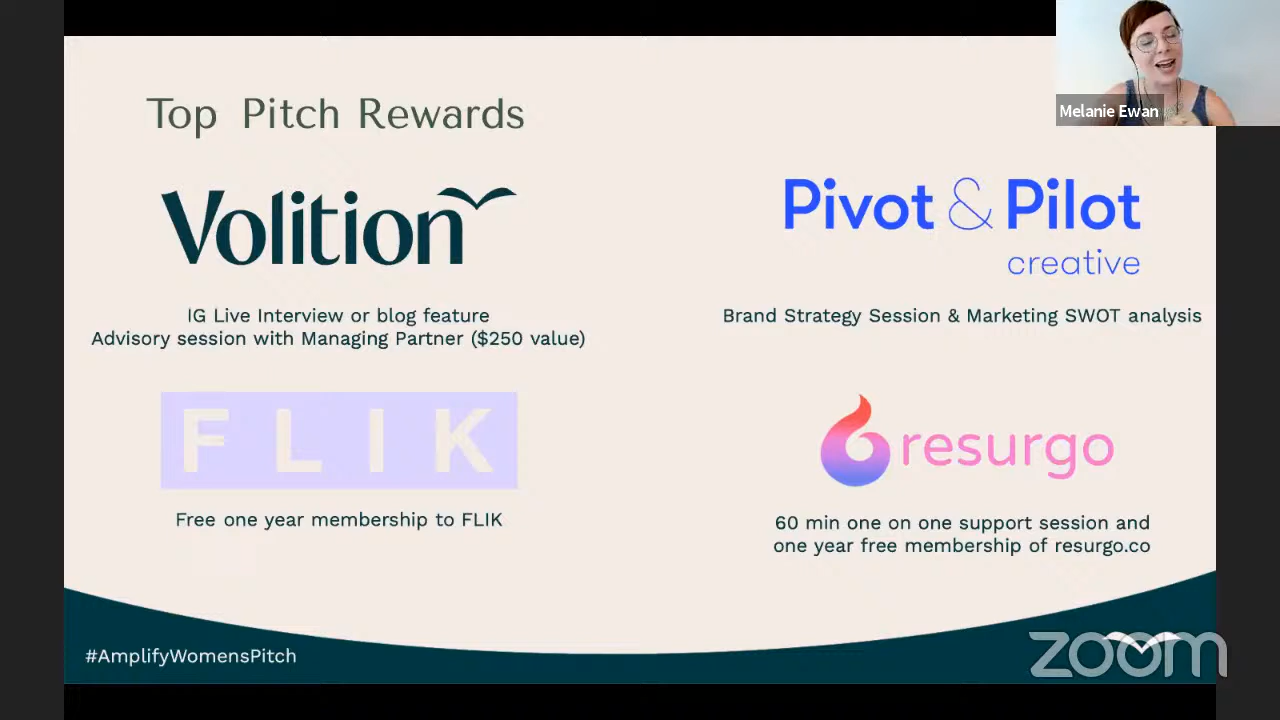 Melanie Ewan
Top Pitch Rewards
Volition
IG Live Interview or blog feature
Advisory session with Managing Partner ($250 value)
Pivot & Pilot
creative
Brand Strategy Session & Marketing SWOT analysis
FLIK
Free one year membership to FLIK
resurgo
60 min one on one support session and
one year free membership of resurgo.co
#AmplifyWomensPitch
zoom